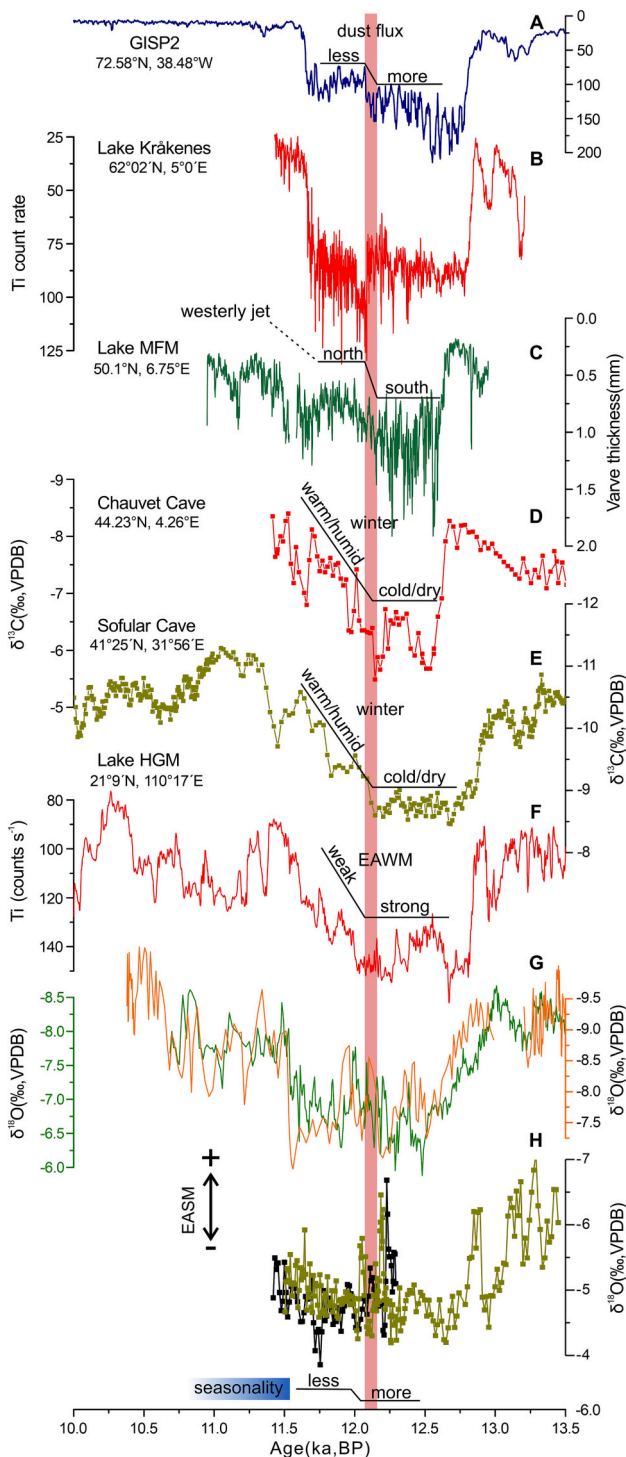 A
GISP2
72.58°N, 38.48°W
dust flux
less
more
0
50
100
150
200
B
Lake Kråkenes
62°02´N, 5°0´E
25
50
75
100
125
Ti count rate
C
westerly jet
Lake MFM
50.1°N, 6.75°E
north
south
0.0
0.5
1.0
1.5
2.0
Varve thickness(mm)
D
Chauvet Cave
44.23°N, 4.26°E
warm/humid
winter
cold/dry
-9
-8
-7
-6
-5
δ13C(‰,VPDB)
E
Sofular Cave
41°25´N, 31°56´E
warm/humid
winter
cold/dry
-12
-11
-10
-9
-8
δ13C(‰,VPDB)
F
Lake HGM
21°9´N, 110°17´E
weak
EAWM
strong
80
100
120
140
Ti (counts s-1)
G
-8.5
-8.0
-7.5
-7.0
-6.5
-6.0
δ18O(‰,VPDB)
-9.5
-9.0
-8.5
-8.0
-7.5
δ18O(‰,VPDB)
H
+
EASM
-
-7
-6
-5
-4
-6.0
δ18O(‰,VPDB)
seasonality
less
more
10.0 10.5 11.0 11.5 12.0 12.5 13.0 13.5
Age(ka,BP)